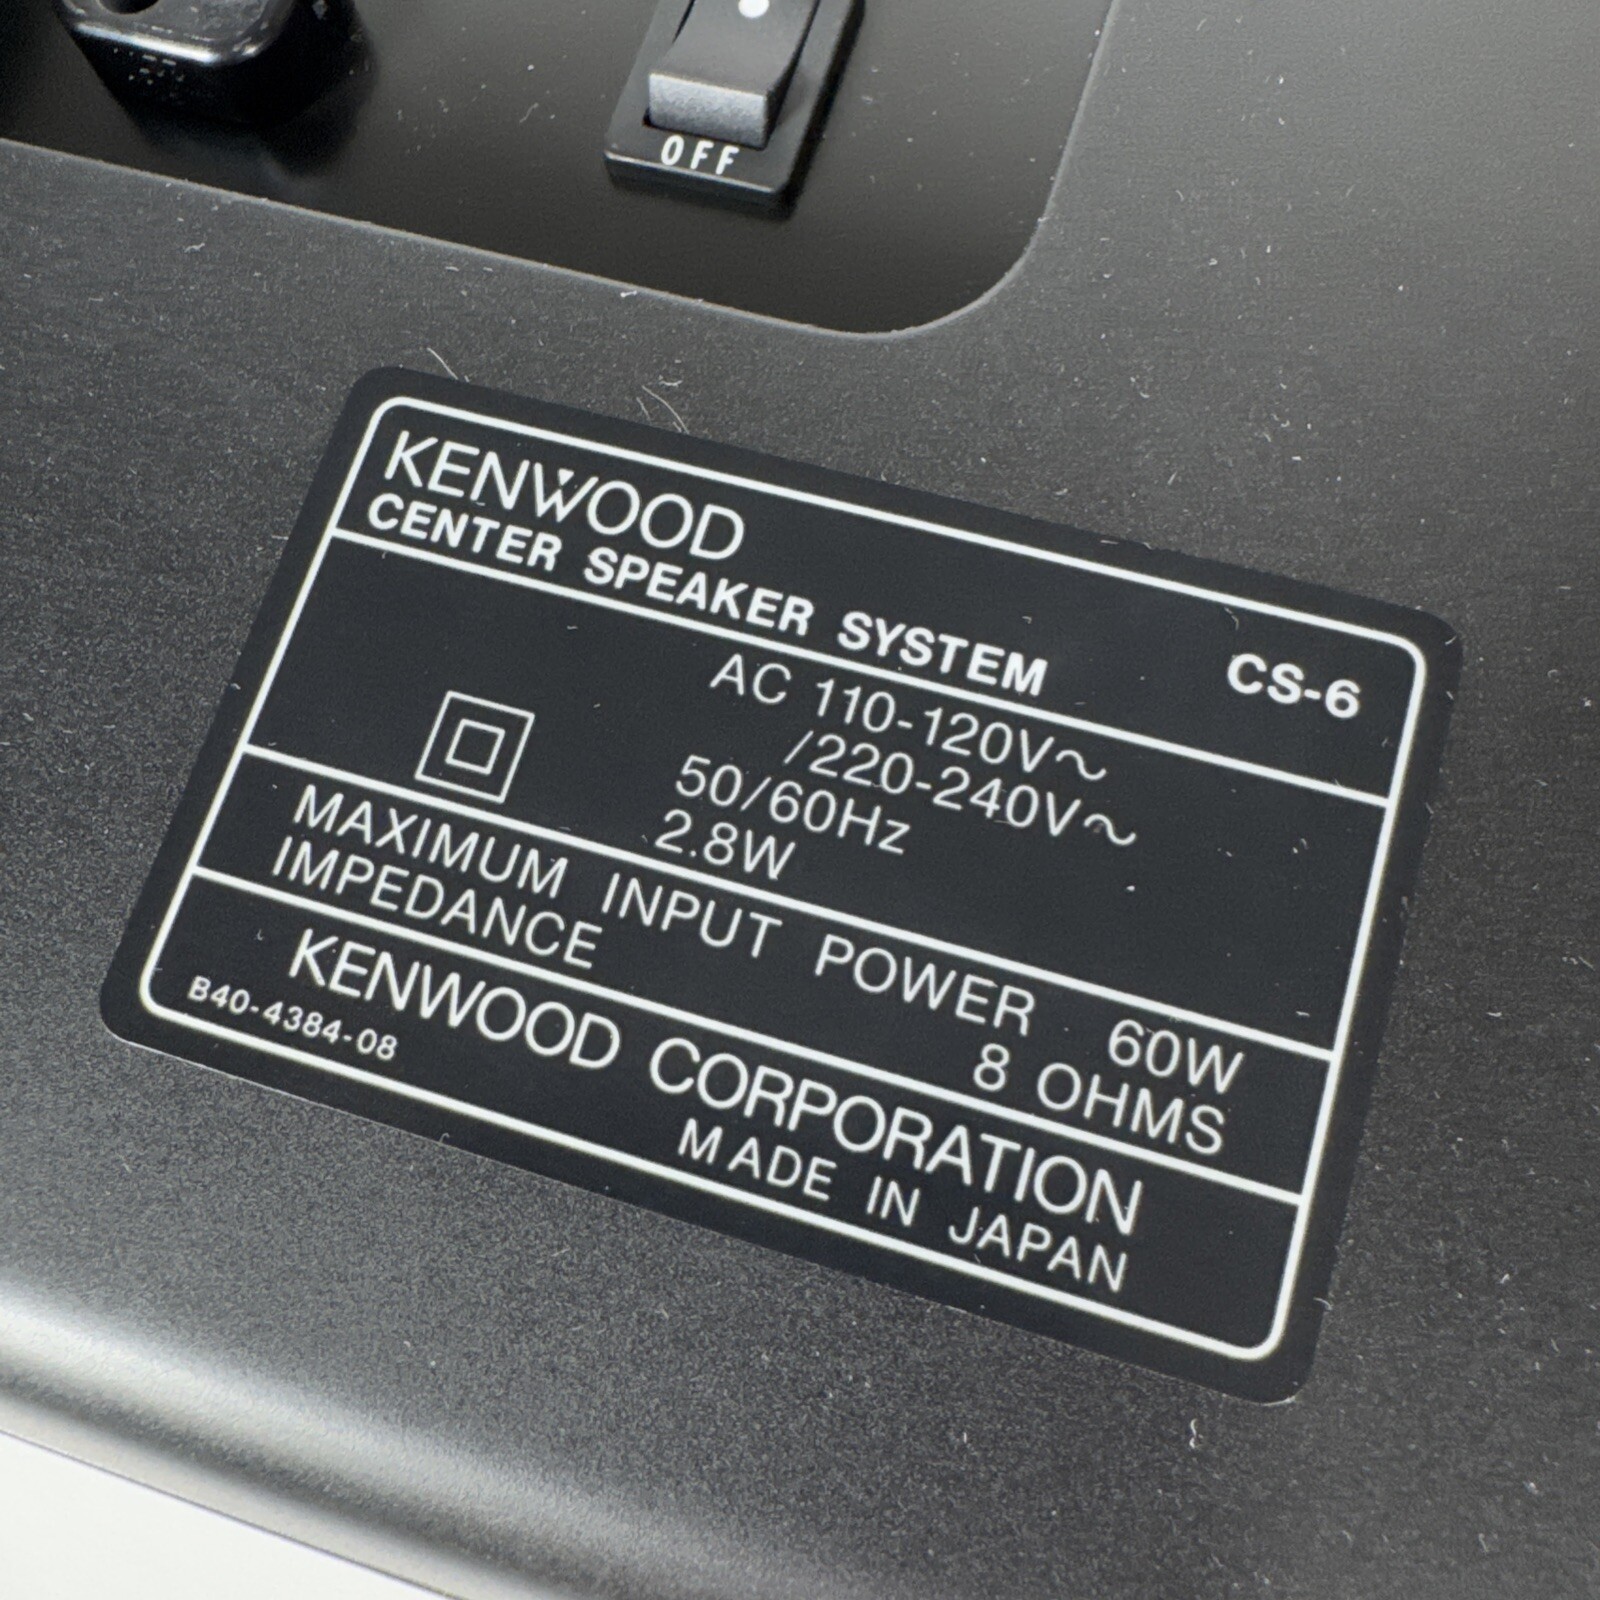 OFF
KENWOOD
CENTER SPEAKER SYSTEM CS-6
AC 110-120V~
/220-240V~
50/60Hz
2.8W
MAXIMUM INPUT POWER 60W
IMPEDANCE 8 OHMS
KENWOOD CORPORATION
B40-4384-08 MADE IN JAPAN